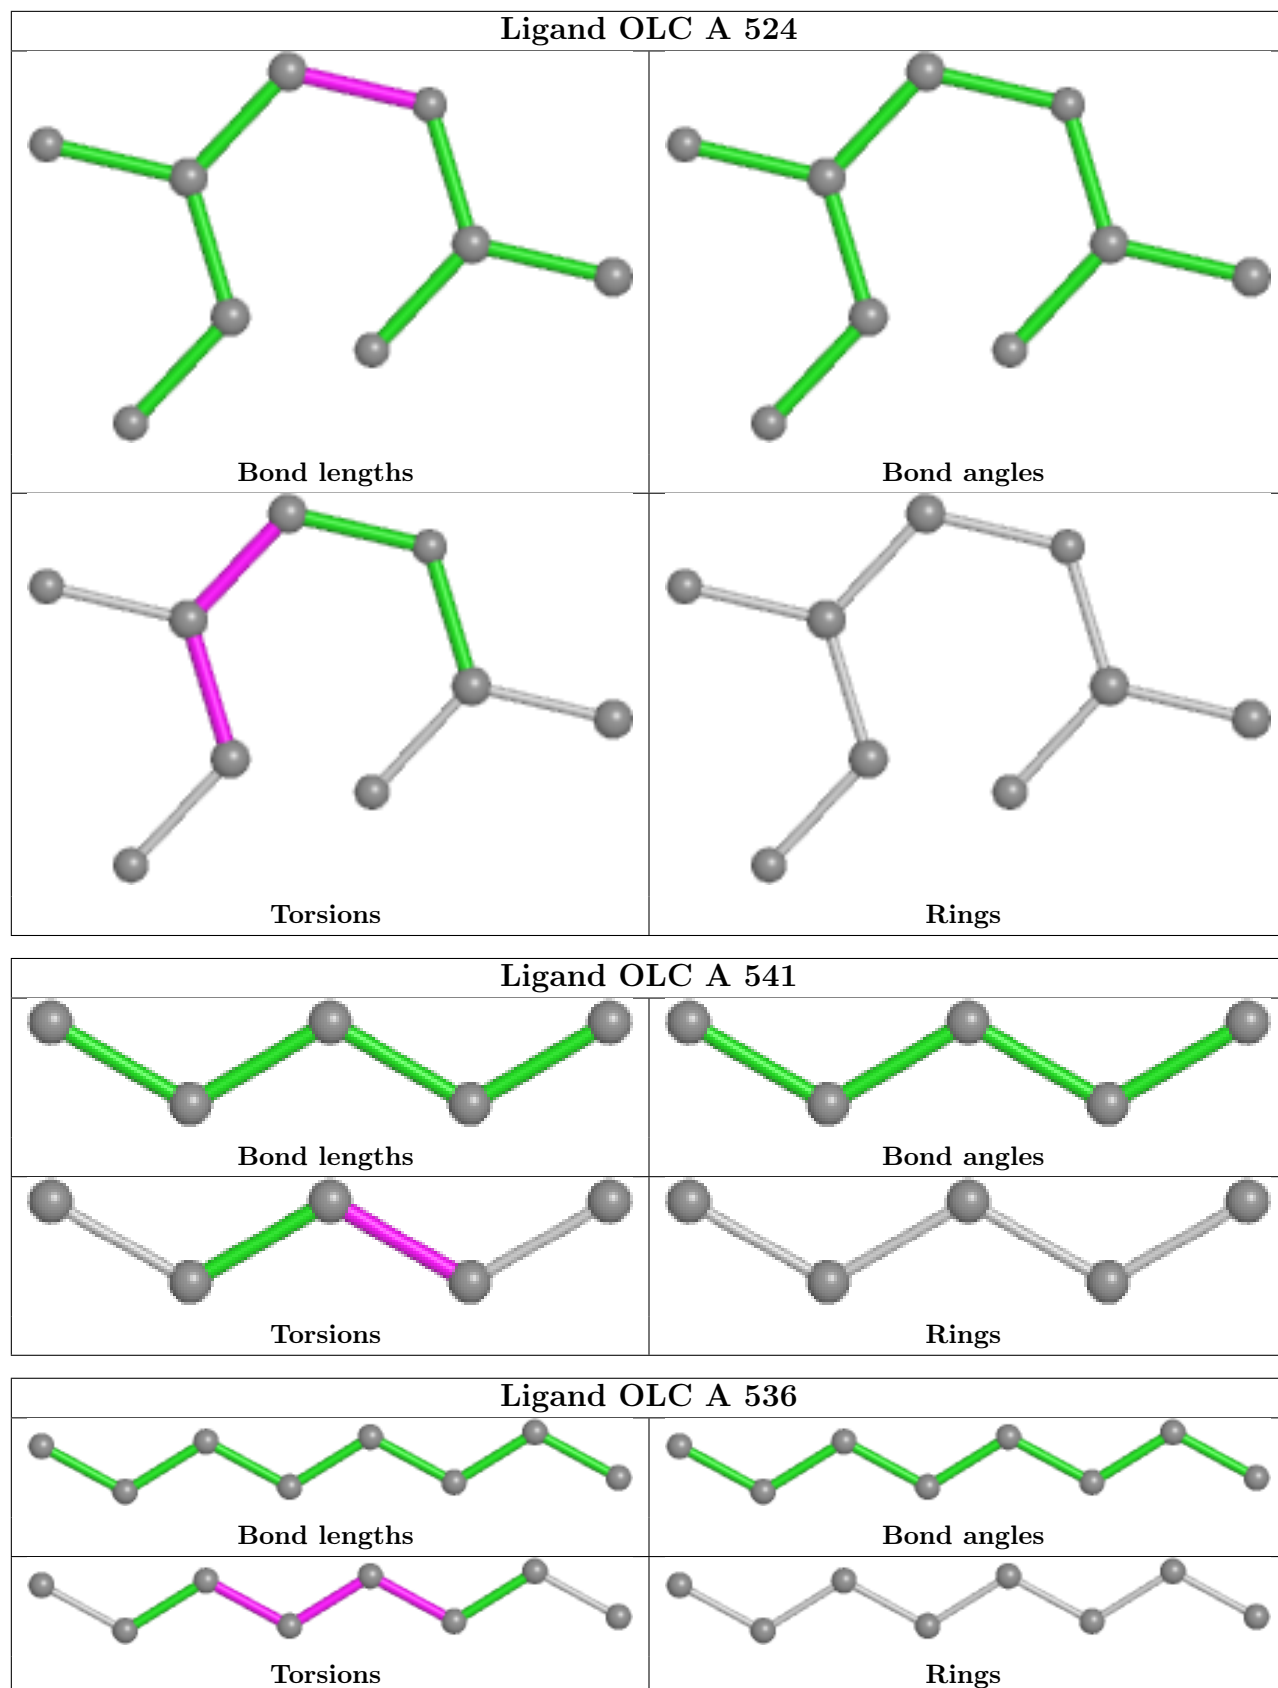 Ligand OLC A 524
Bond lengths
Bond angles
Torsions
Rings
Ligand OLC A 541
Bond lengths
Bond angles
Torsions
Rings
Ligand OLC A 536
Bond lengths
Bond angles
Torsions
Rings